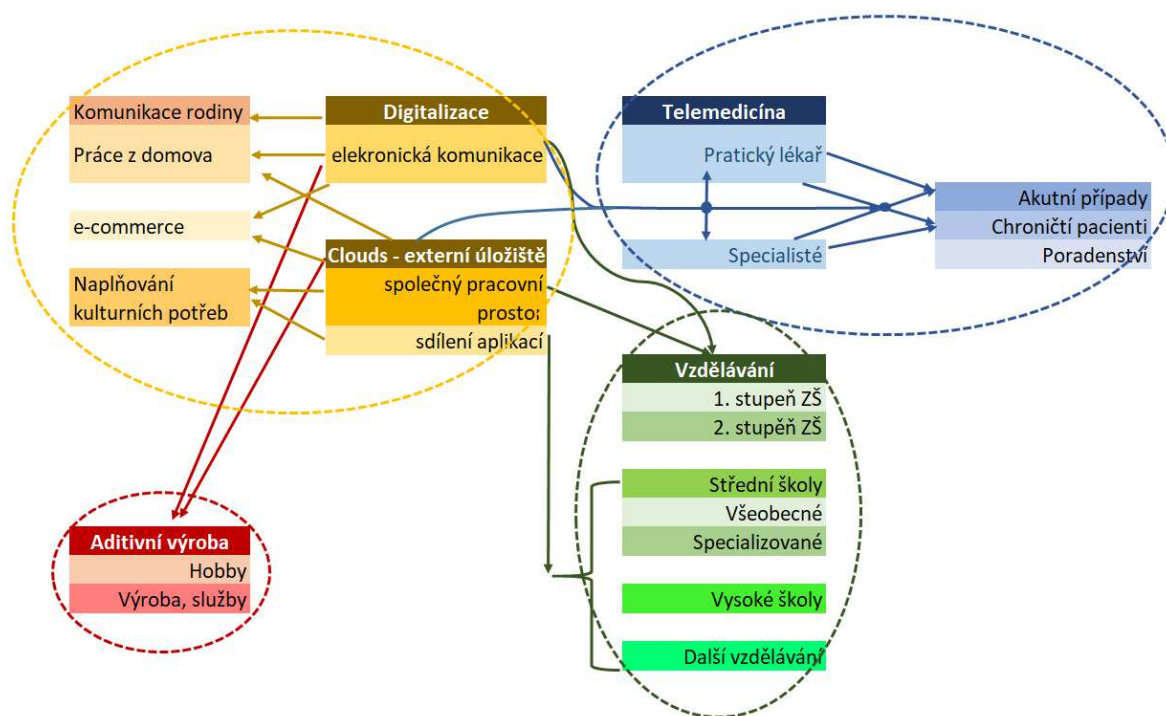 Komunikace rodiny
Práce z domova
e-commerce
Naplňování
kulturních potřeb
Digitalizace
elekronická komunikace
Clouds - externí úložiště
společný pracovní
prostor
sdílení aplikací
Telemedicína
Pratický lékař
Specialisté
Akutní případy
Chroničtí pacienti
Poradenství
Vzdělávání
1. stupeň ZŠ
2. stupěň ZŠ
Střední školy
Všeobecné
Specializované
Vysoké školy
Další vzdělávání
Aditivní výroba
Hobby
Výroba, služby